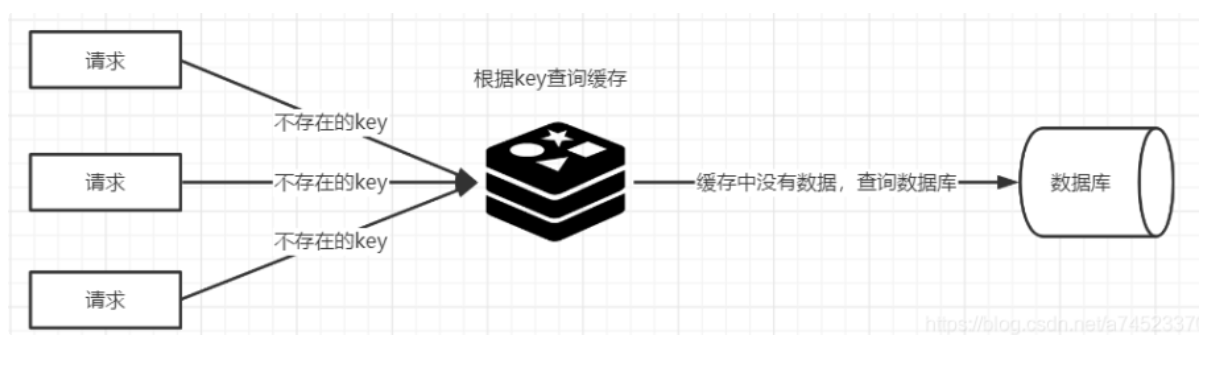 请求
根据key查询缓存
不存在的key
请求
不存在的key
缓存中没有数据，查询数据库
数据库
不存在的key
请求
https://blog.csdn.net/a7452337